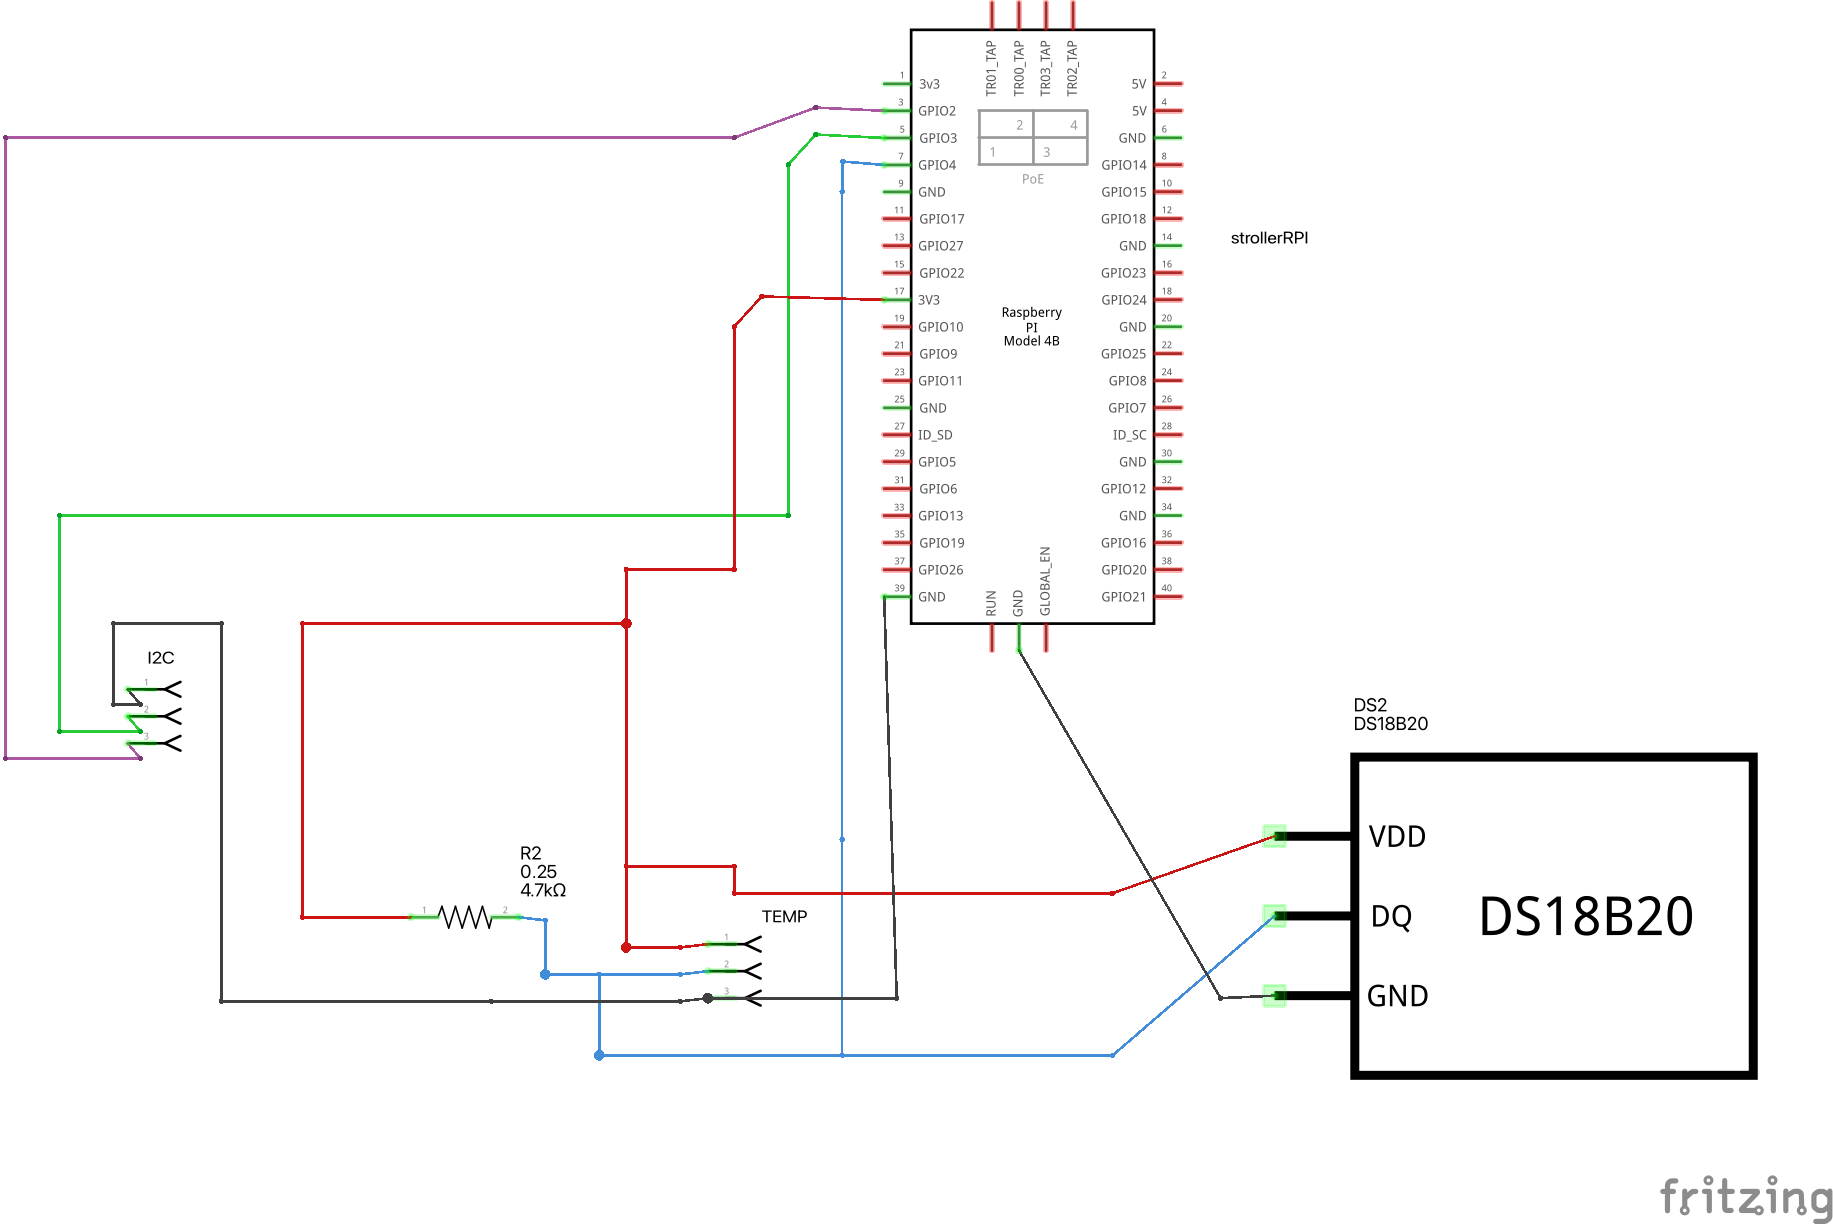 TR01_TAP
TR00_TAP
TR03_TAP
TR02_TAP
1 3v3
5V 2
3 GPIO2
5V 4
5 GPIO3
GND 6
7 GPIO4
GPIO14 8
9 GND
GPIO15 10
11 GPIO17
GPIO18 12
13 GPIO27
GND 14
15 GPIO22
GPIO23 16
17 3V3
GPIO24 18
19 GPIO10
GND 20
21 GPIO9
GPIO25 22
23 GPIO11
GPIO8 24
25 GND
GPIO7 26
27 ID_SD
ID_SC 28
29 GPIO5
GND 30
31 GPIO6
GPIO12 32
33 GPIO13
GND 34
35 GPIO19
GPIO16 36
37 GPIO26
GPIO20 38
39 GND
GPIO21 40
2 4
1 3
PoE
Raspberry
PI
Model 4B
RUN
GND
GLOBAL_EN
strollerRPI
I2C
1
2
3
R2
0.25
4.7kΩ
1 2
TEMP
1
2
3
DS2
DS18B20
VDD
DQ
GND
DS18B20
fritzing